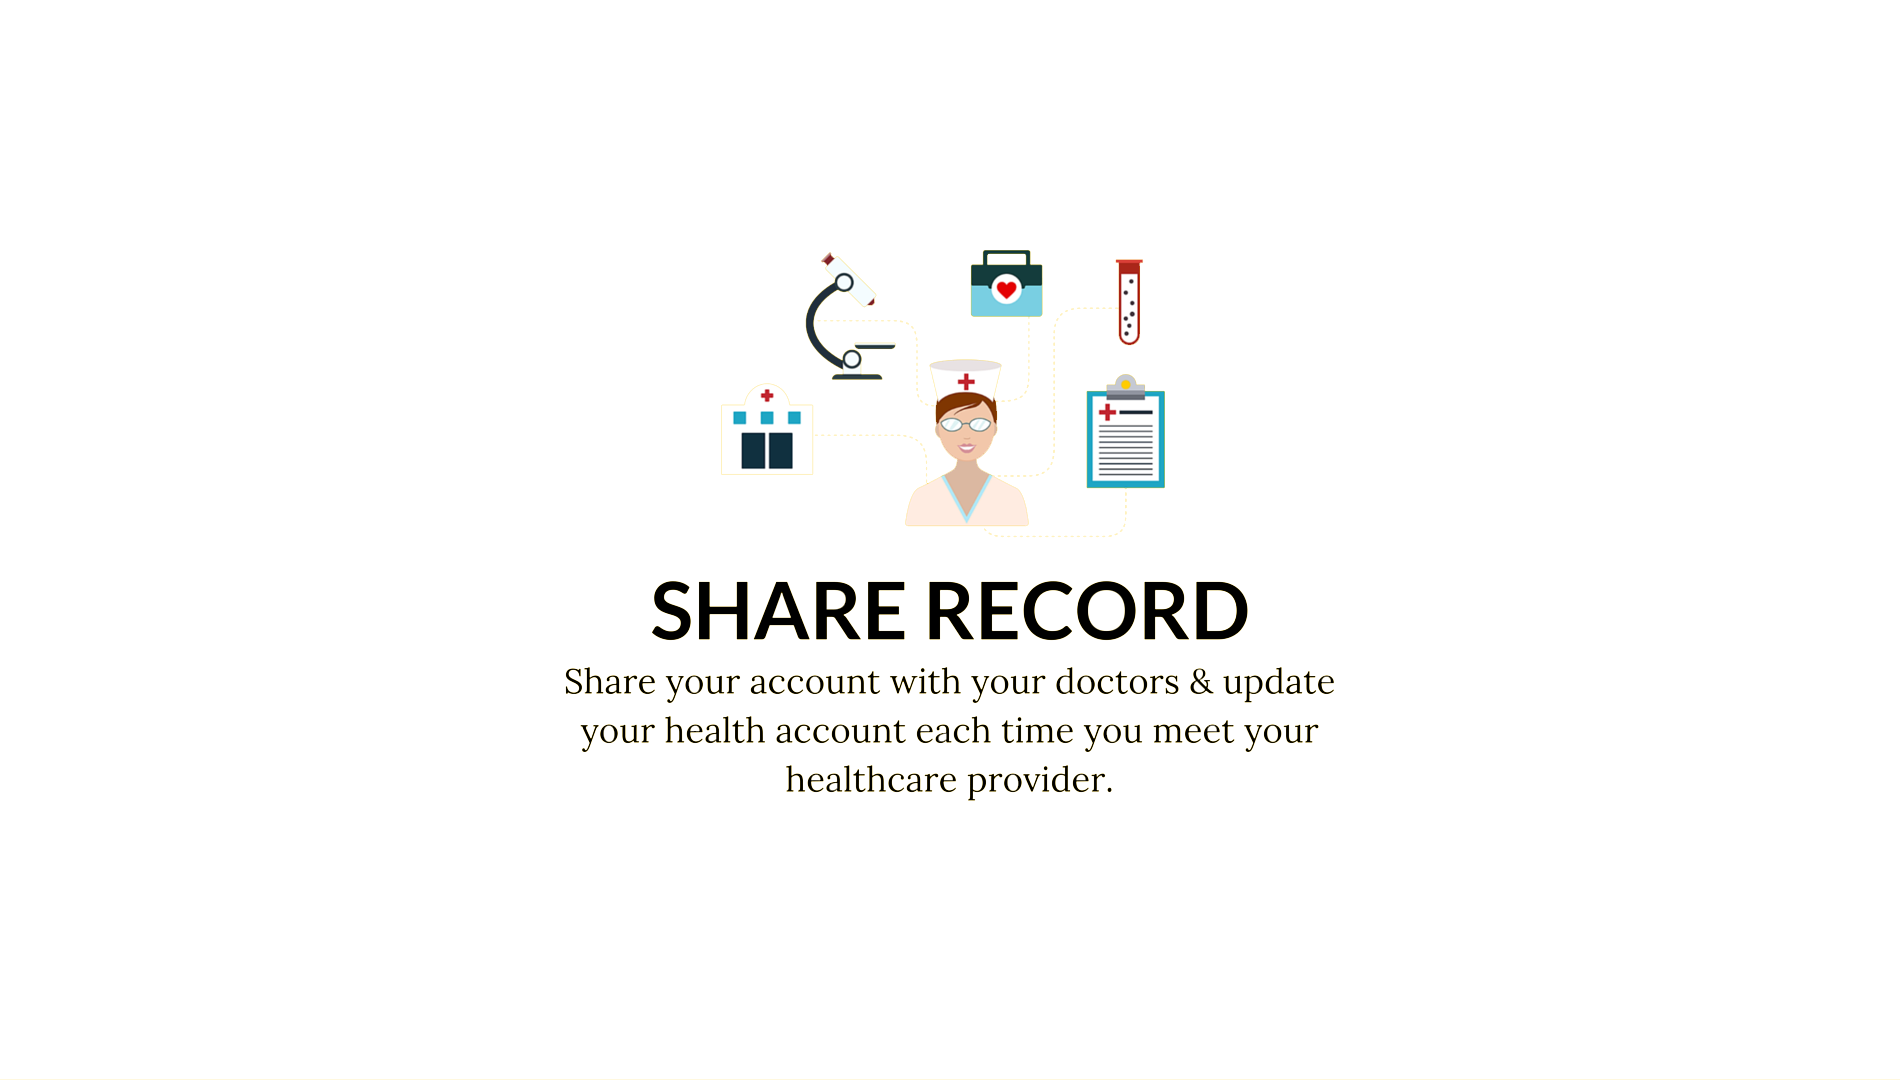 SHARE RECORD
Share your account with your doctors & update
your health account each time you meet your
healthcare provider.